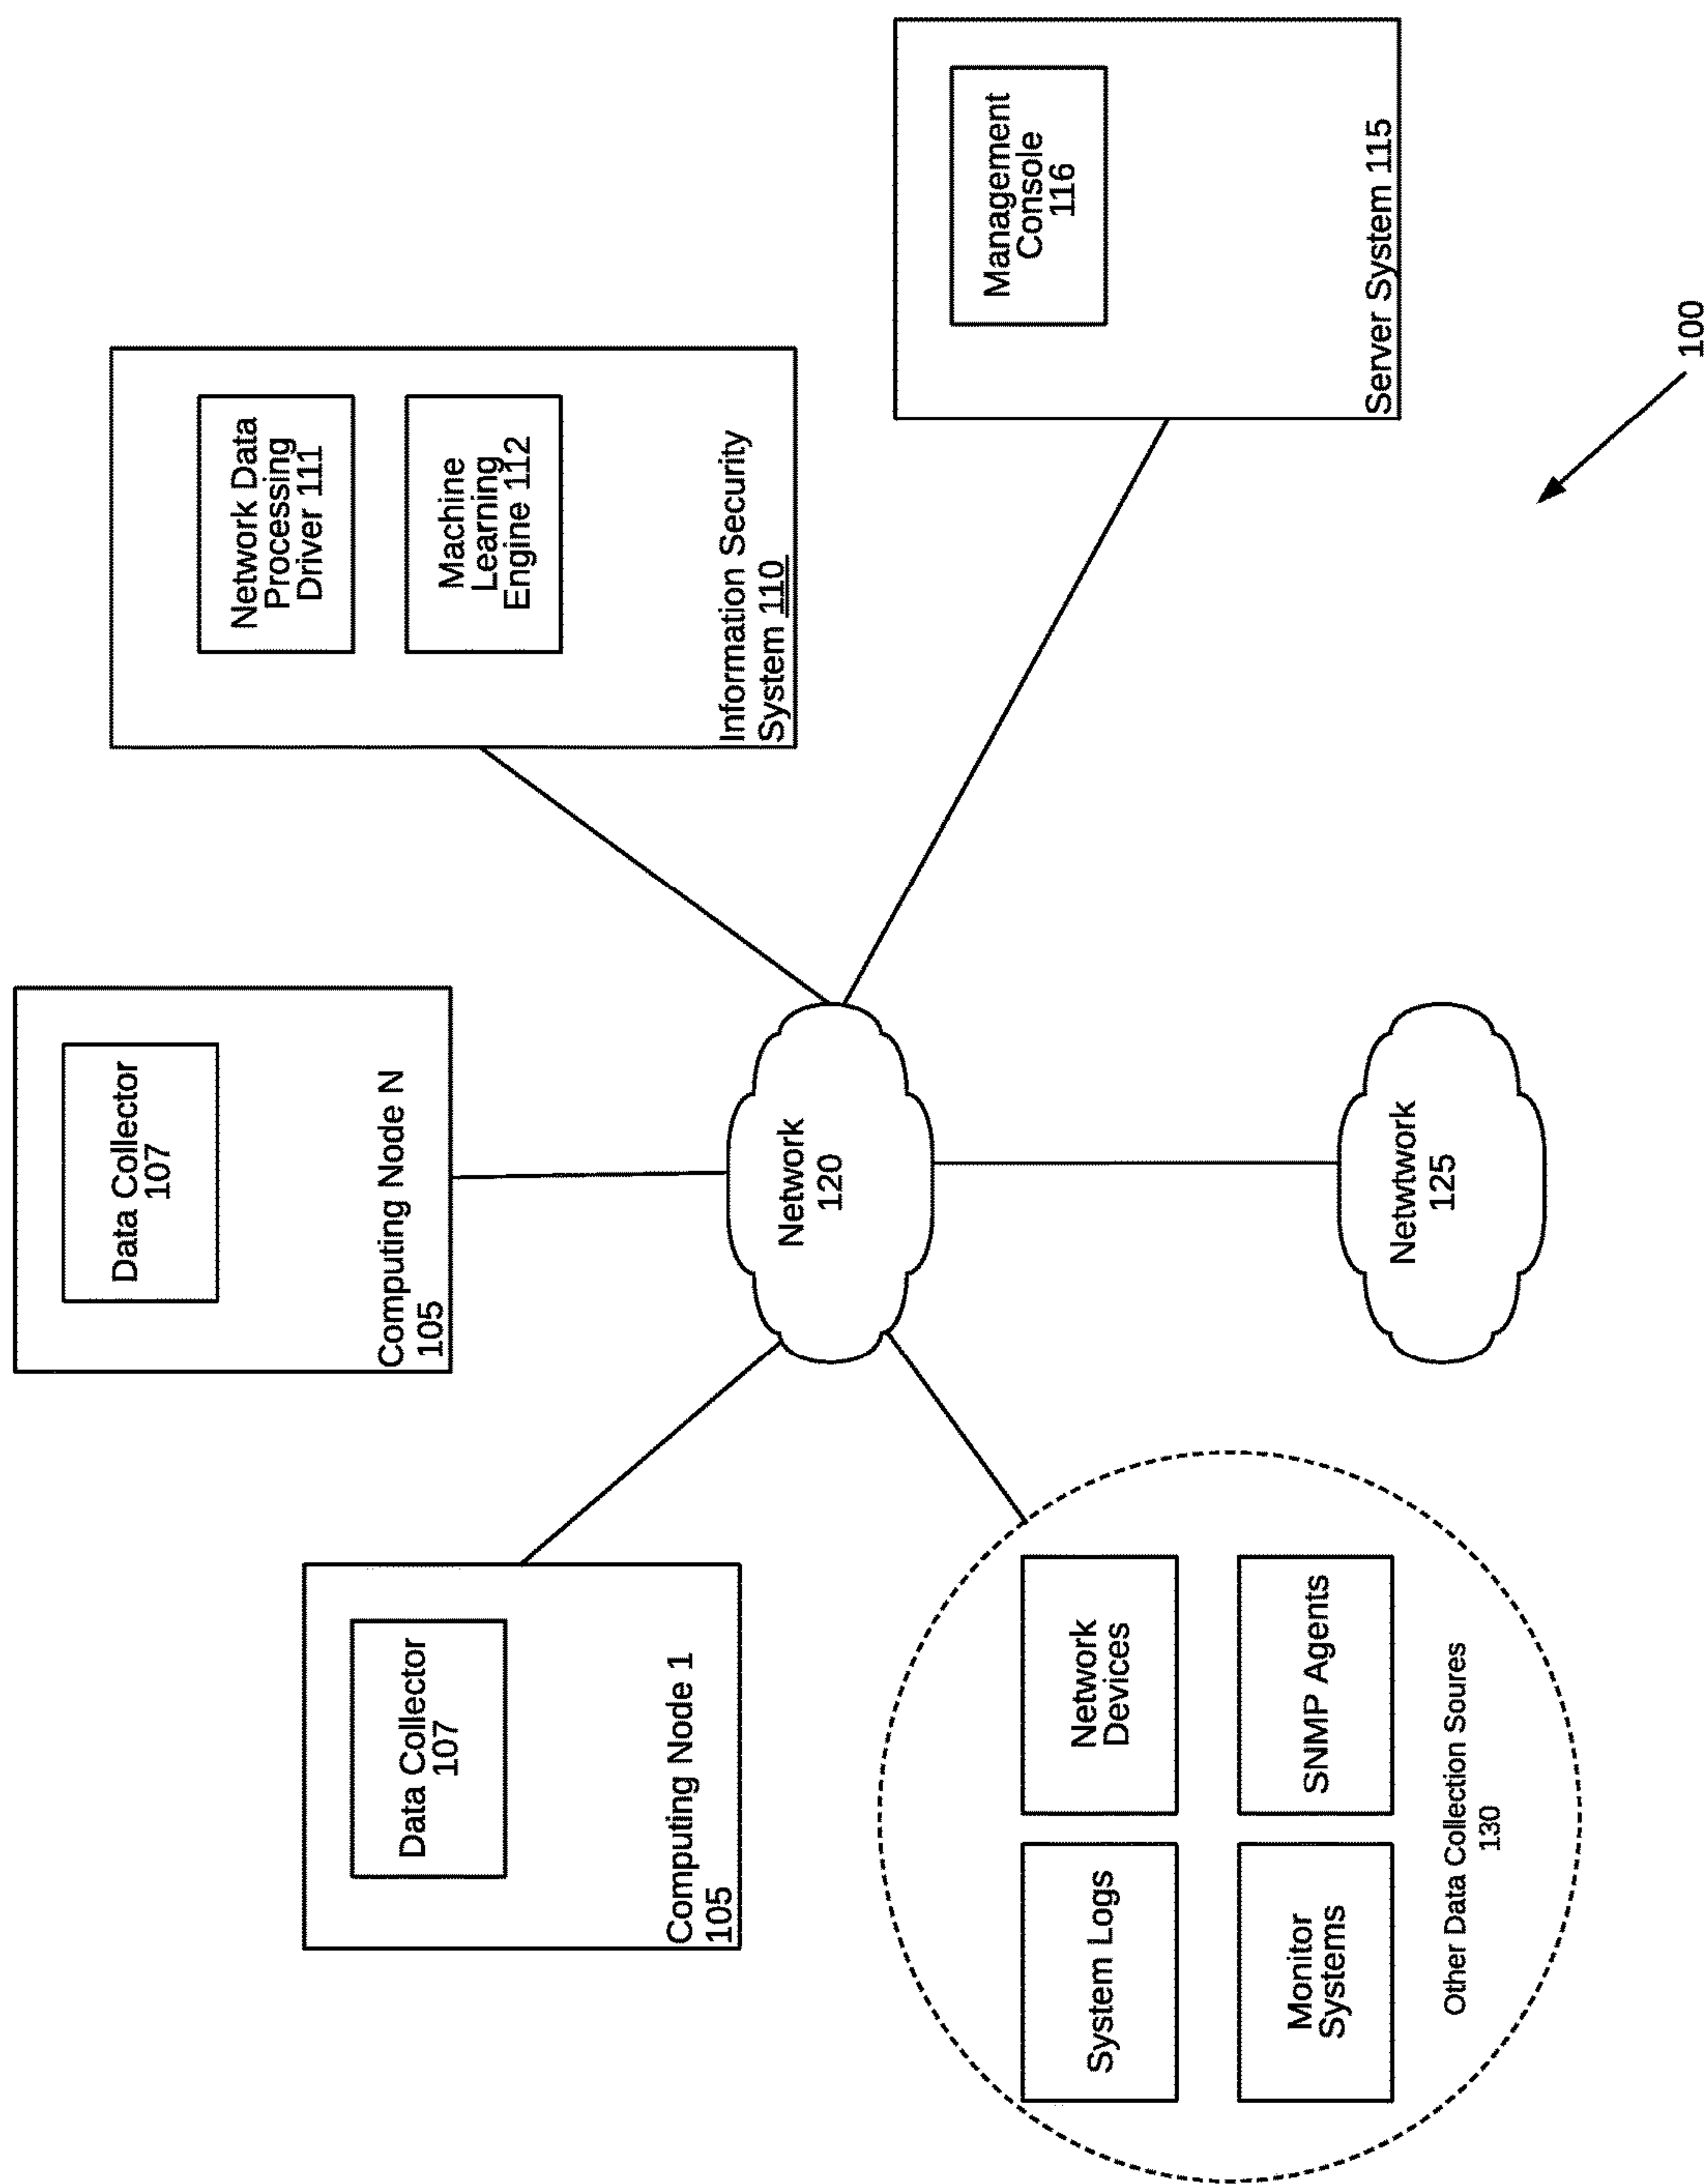 Data Collector
107
Computing Node 1
105
Data Collector
107
Computing Node N
105
Network Data
Processing
Driver 111
Machine
Learning
Engine 112
Information Security
System 110
System Logs
Network
Devices
Monitor
Systems
SNMP Agents
Other Data Collection Soures
130
Network
120
Netwtwork
125
Management
Console
116
Server System 115
100